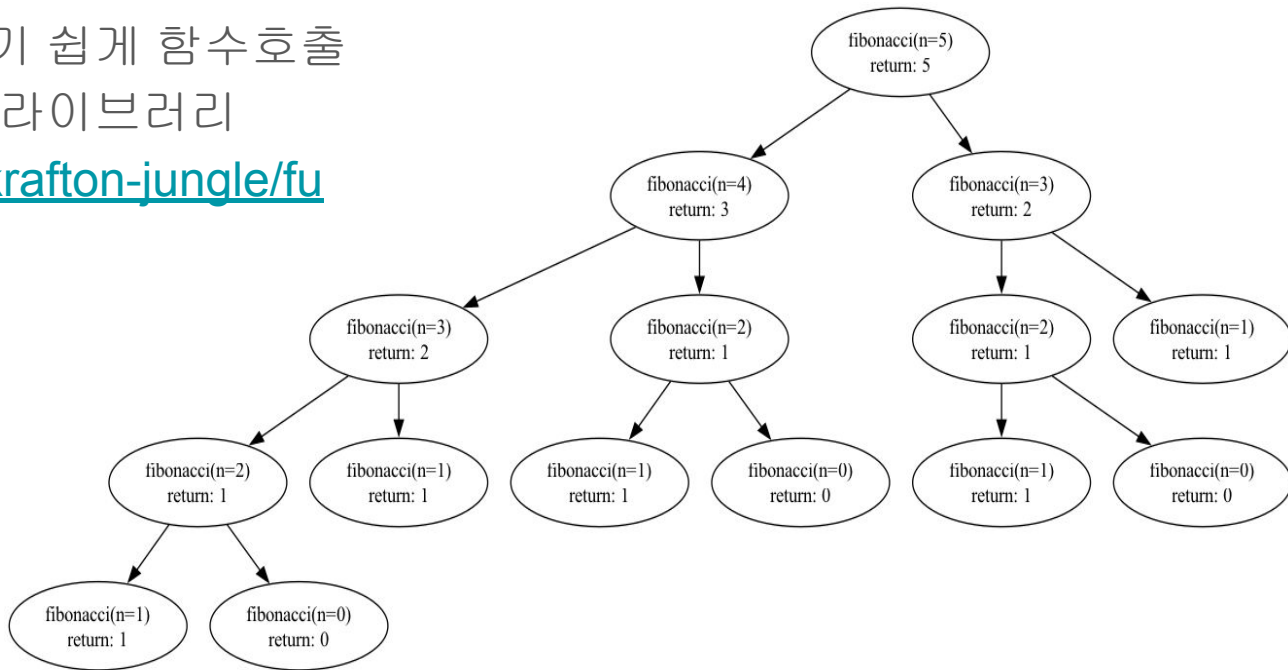 기 쉽게 함수호출
라이브러리
krafton-jungle/fu
fibonacci(n=5)
return: 5
fibonacci(n=4)
return: 3
fibonacci(n=3)
return: 2
fibonacci(n=3)
return: 2
fibonacci(n=2)
return: 1
fibonacci(n=2)
return: 1
fibonacci(n=1)
return: 1
fibonacci(n=2)
return: 1
fibonacci(n=1)
return: 1
fibonacci(n=1)
return: 1
fibonacci(n=0)
return: 0
fibonacci(n=1)
return: 1
fibonacci(n=0)
return: 0
fibonacci(n=1)
return: 1
fibonacci(n=0)
return: 0